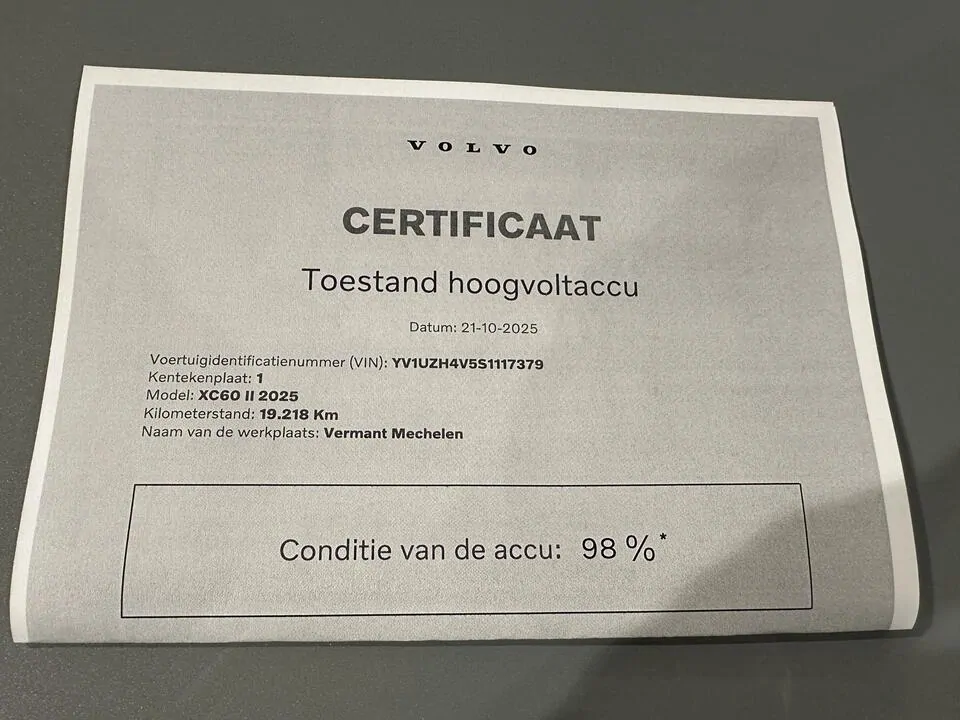 VOLVO
CERTIFICAAT
Toestand hoogvoltaccu
Datum: 21-10-2025
Voertuigidentificatienummer (VIN): YV1UZH4V5S1117379
Kentekenplaat: 1
Model: XC60 II 2025
Kilometerstand: 19.218 Km
Naam van de werkplaats: Vermant Mechelen
Conditie van de accu: 98 %*